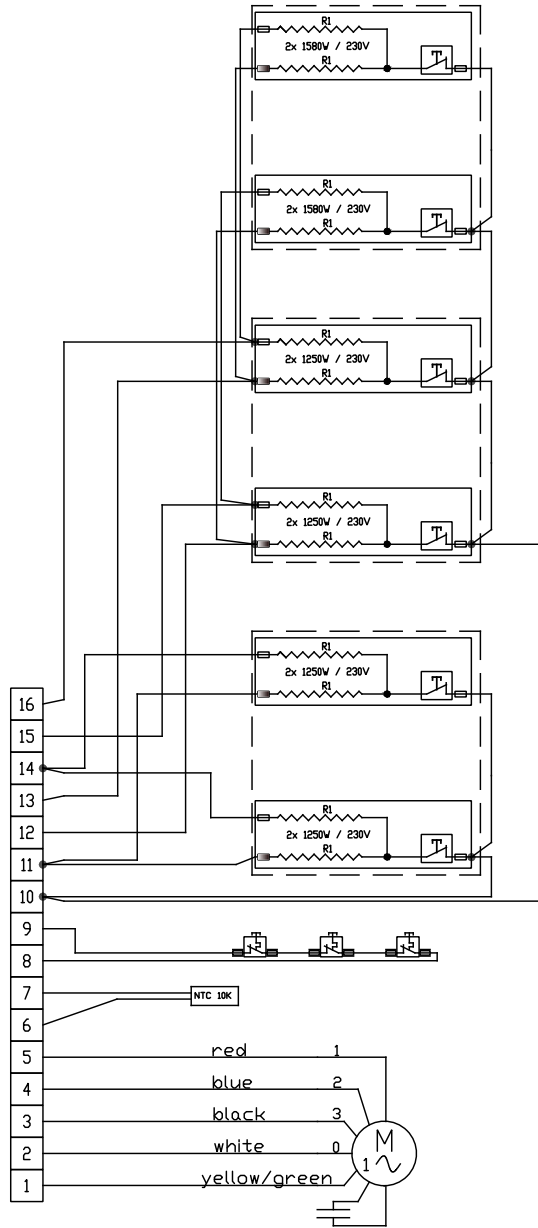 R1
2x 1580W / 230V
R1
R1
2x 1580W / 230V
R1
R1
2x 1250W / 230V
R1
R1
2x 1250W / 230V
R1
R1
2x 1250W / 230V
R1
R1
2x 1250W / 230V
R1
16
15
14
13
12
11
10
9
8
7
NTC 10K
6
5 red 1
4 blue 2
3 black 3
2 white 0
1 yellow/green
M
1